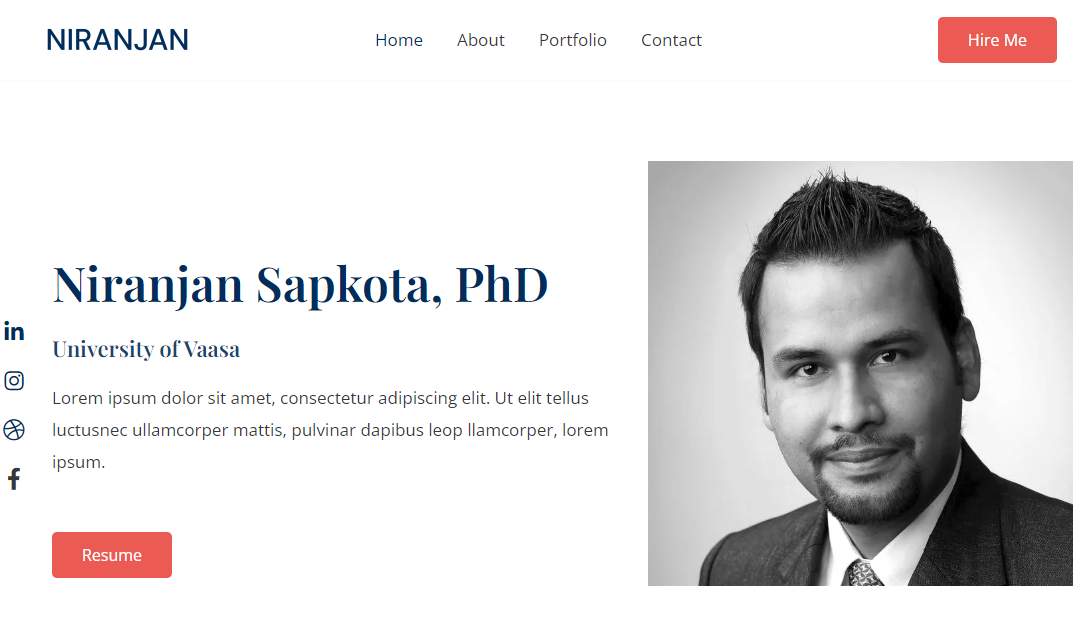 NIRANJAN
Home About Portfolio Contact
Hire Me
Niranjan Sapkota, PhD
University of Vaasa
Lorem ipsum dolor sit amet, consectetur adipiscing elit. Ut elit tellus
luctusnec ullamcorper mattis, pulvinar dapibus leop llamcorper, lorem
ipsum.
Resume